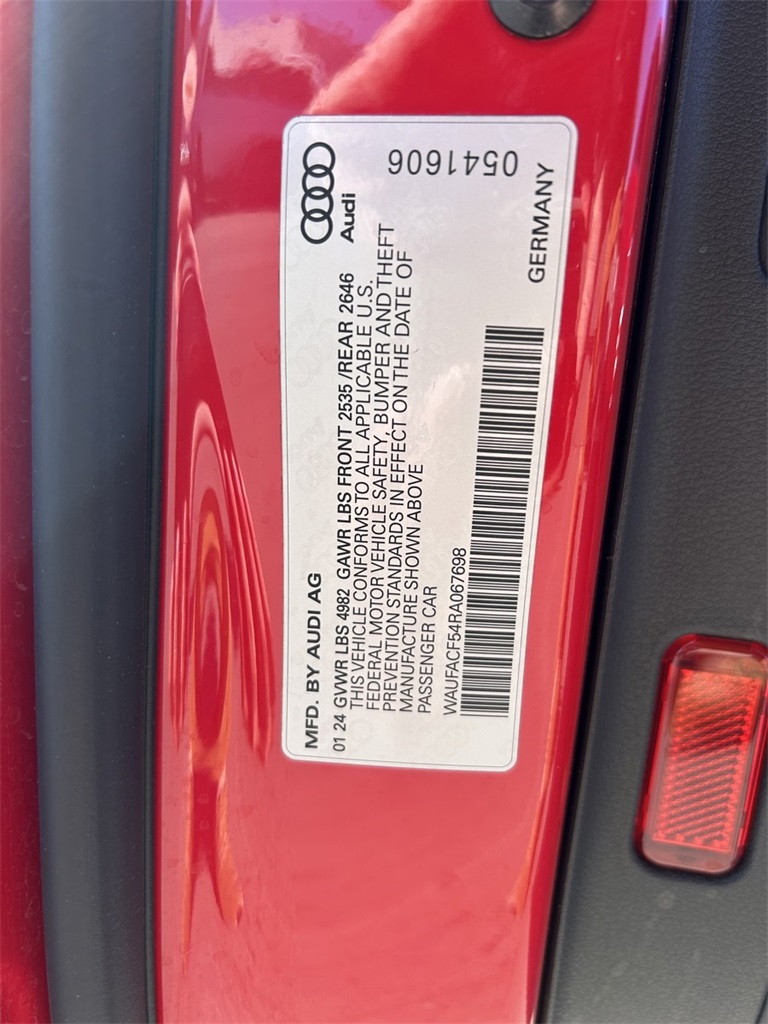 MFD. BY AUDI AG
01 24 GVWR LBS 4982 GAWR LBS FRONT 2535 /REAR 2646
THIS VEHICLE CONFORMS TO ALL APPLICABLE U.S.
FEDERAL MOTOR VEHICLE SAFETY, BUMPER AND THEFT
PREVENTION STANDARDS IN EFFECT ON THE DATE OF
MANUFACTURE SHOWN ABOVE
PASSENGER CAR
WAUFACF54RA067698
Audi
GERMANY
0541606